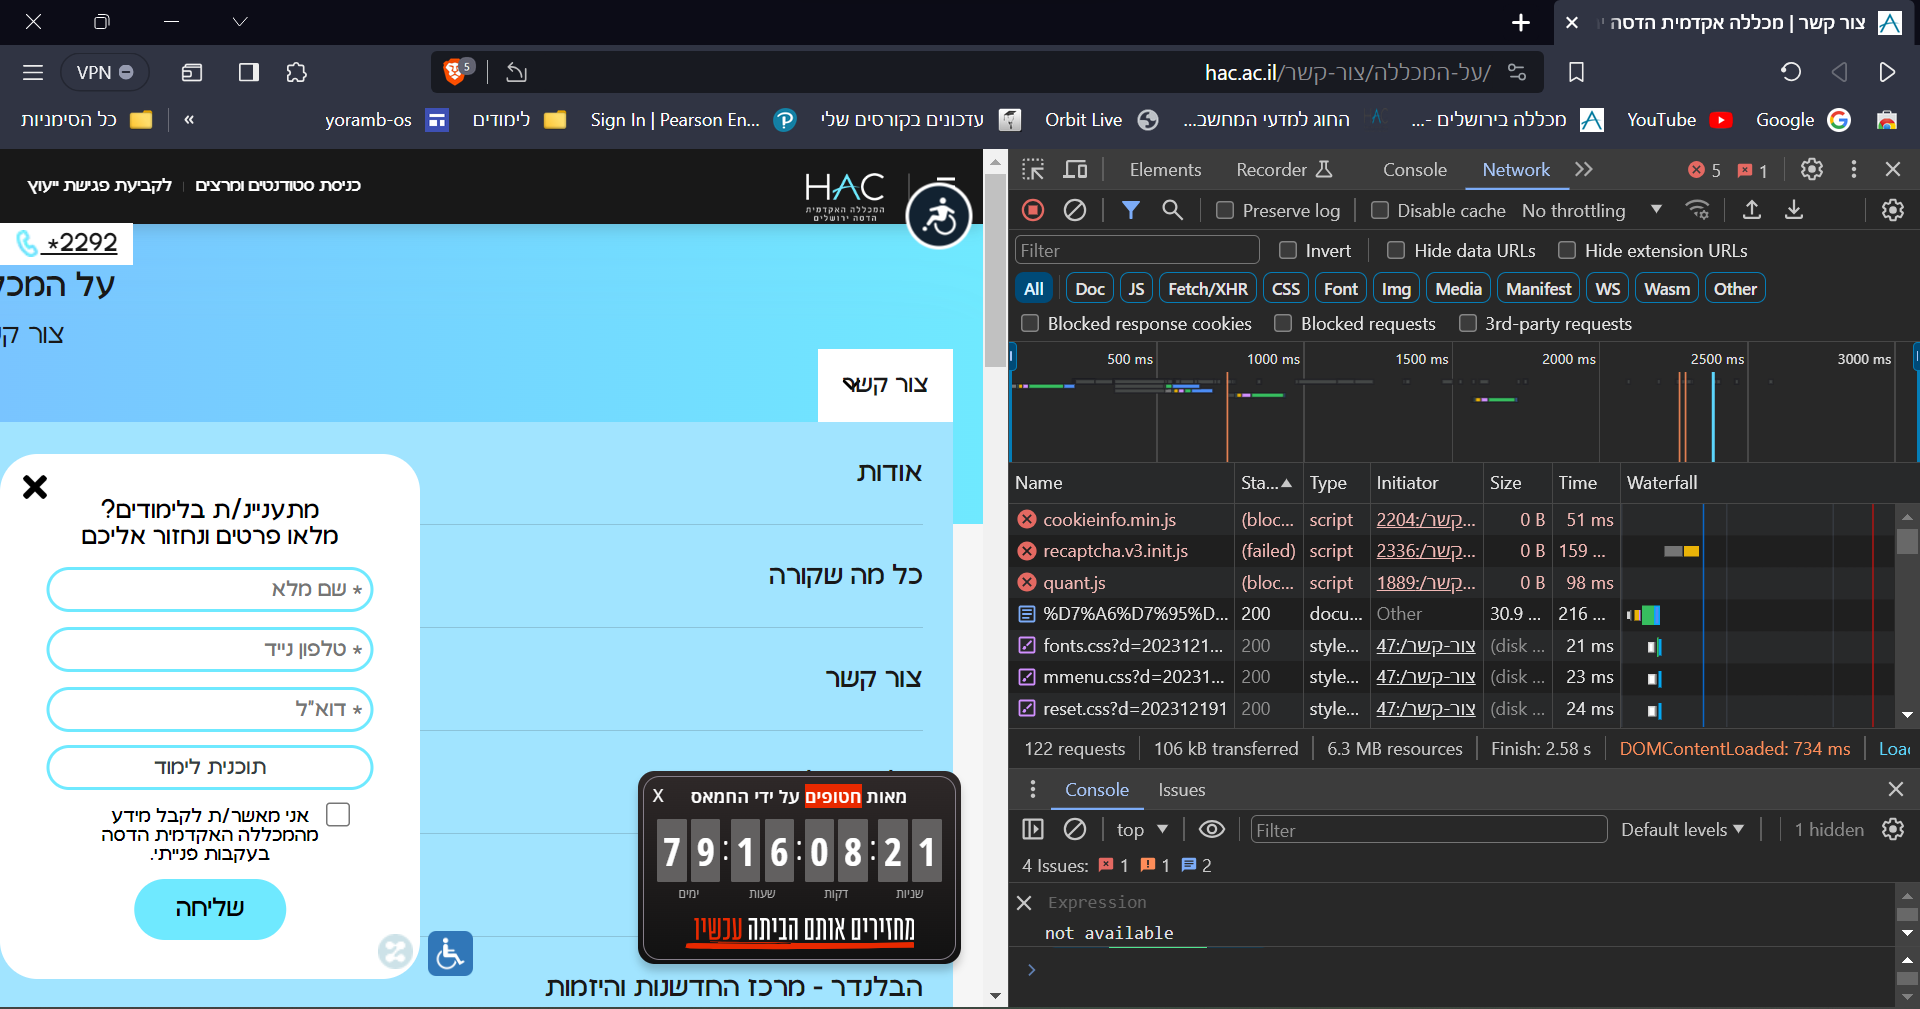 צור קשר | מכללה אקדמית הדסה
VPN
5
hac.ac.il/על-המכללה/צור-קשר/
כל הסימניות
»
yoramb-os
לימודים
Sign In | Pearson En...
עדכונים בקורסים שלי
Orbit Live
החוג למדעי המחשב...
מכללה בירושלים -...
YouTube
Google
לקביעת פגישת ייעוץ
כניסת סטודנטים ומרצים
HAC
המכללה האקדמית
הדסה ירושלים
*2292
על המכל
צור ק
צור קשר
אודות
כל מה שקורה
צור קשר
הבלנדר - מרכז החדשנות והיזמות
מתעניינ/ת בלימודים?
מלאו פרטים ונחזור אליכם
* שם מלא
* טלפון נייד
* דוא"ל
תוכנית לימוד
אני מאשר/ת לקבל מידע
מהמכללה האקדמית הדסה
בעקבות פנייתי.
שליחה
X
מאות חטופים על ידי החמאס
79:16:08:21
ימים
שעות
דקות
שניות
מחזירים אותם הביתה עכשיו
Elements
Recorder
Console
Network
5
1
Preserve log
Disable cache
No throttling
Filter
Invert
Hide data URLs
Hide extension URLs
All
Doc
JS
Fetch/XHR
CSS
Font
Img
Media
Manifest
WS
Wasm
Other
Blocked response cookies
Blocked requests
3rd-party requests
500 ms
1000 ms
1500 ms
2000 ms
2500 ms
3000 ms
Name
Sta...
Type
Initiator
Size
Time
Waterfall
cookieinfo.min.js (bloc... script קשר/:2204... 0 B 51 ms
recaptcha.v3.init.js (failed) script קשר/:2336... 0 B 159 ...
quant.js (bloc... script קשר/:1889... 0 B 98 ms
%D7%A6%D7%95%D... 200 docu... Other 30.9 ... 216 ...
fonts.css?d=2023121... 200 style... צור-קשר/:47 (disk ... 21 ms
mmenu.css?d=20231... 200 style... צור-קשר/:47 (disk ... 23 ms
reset.css?d=202312191 200 style... צור-קשר/:47 (disk ... 24 ms
122 requests
106 kB transferred
6.3 MB resources
Finish: 2.58 s
DOMContentLoaded: 734 ms
Loa
Console
Issues
top
Filter
Default levels
1 hidden
4 Issues:
1
1
2
Expression
not available